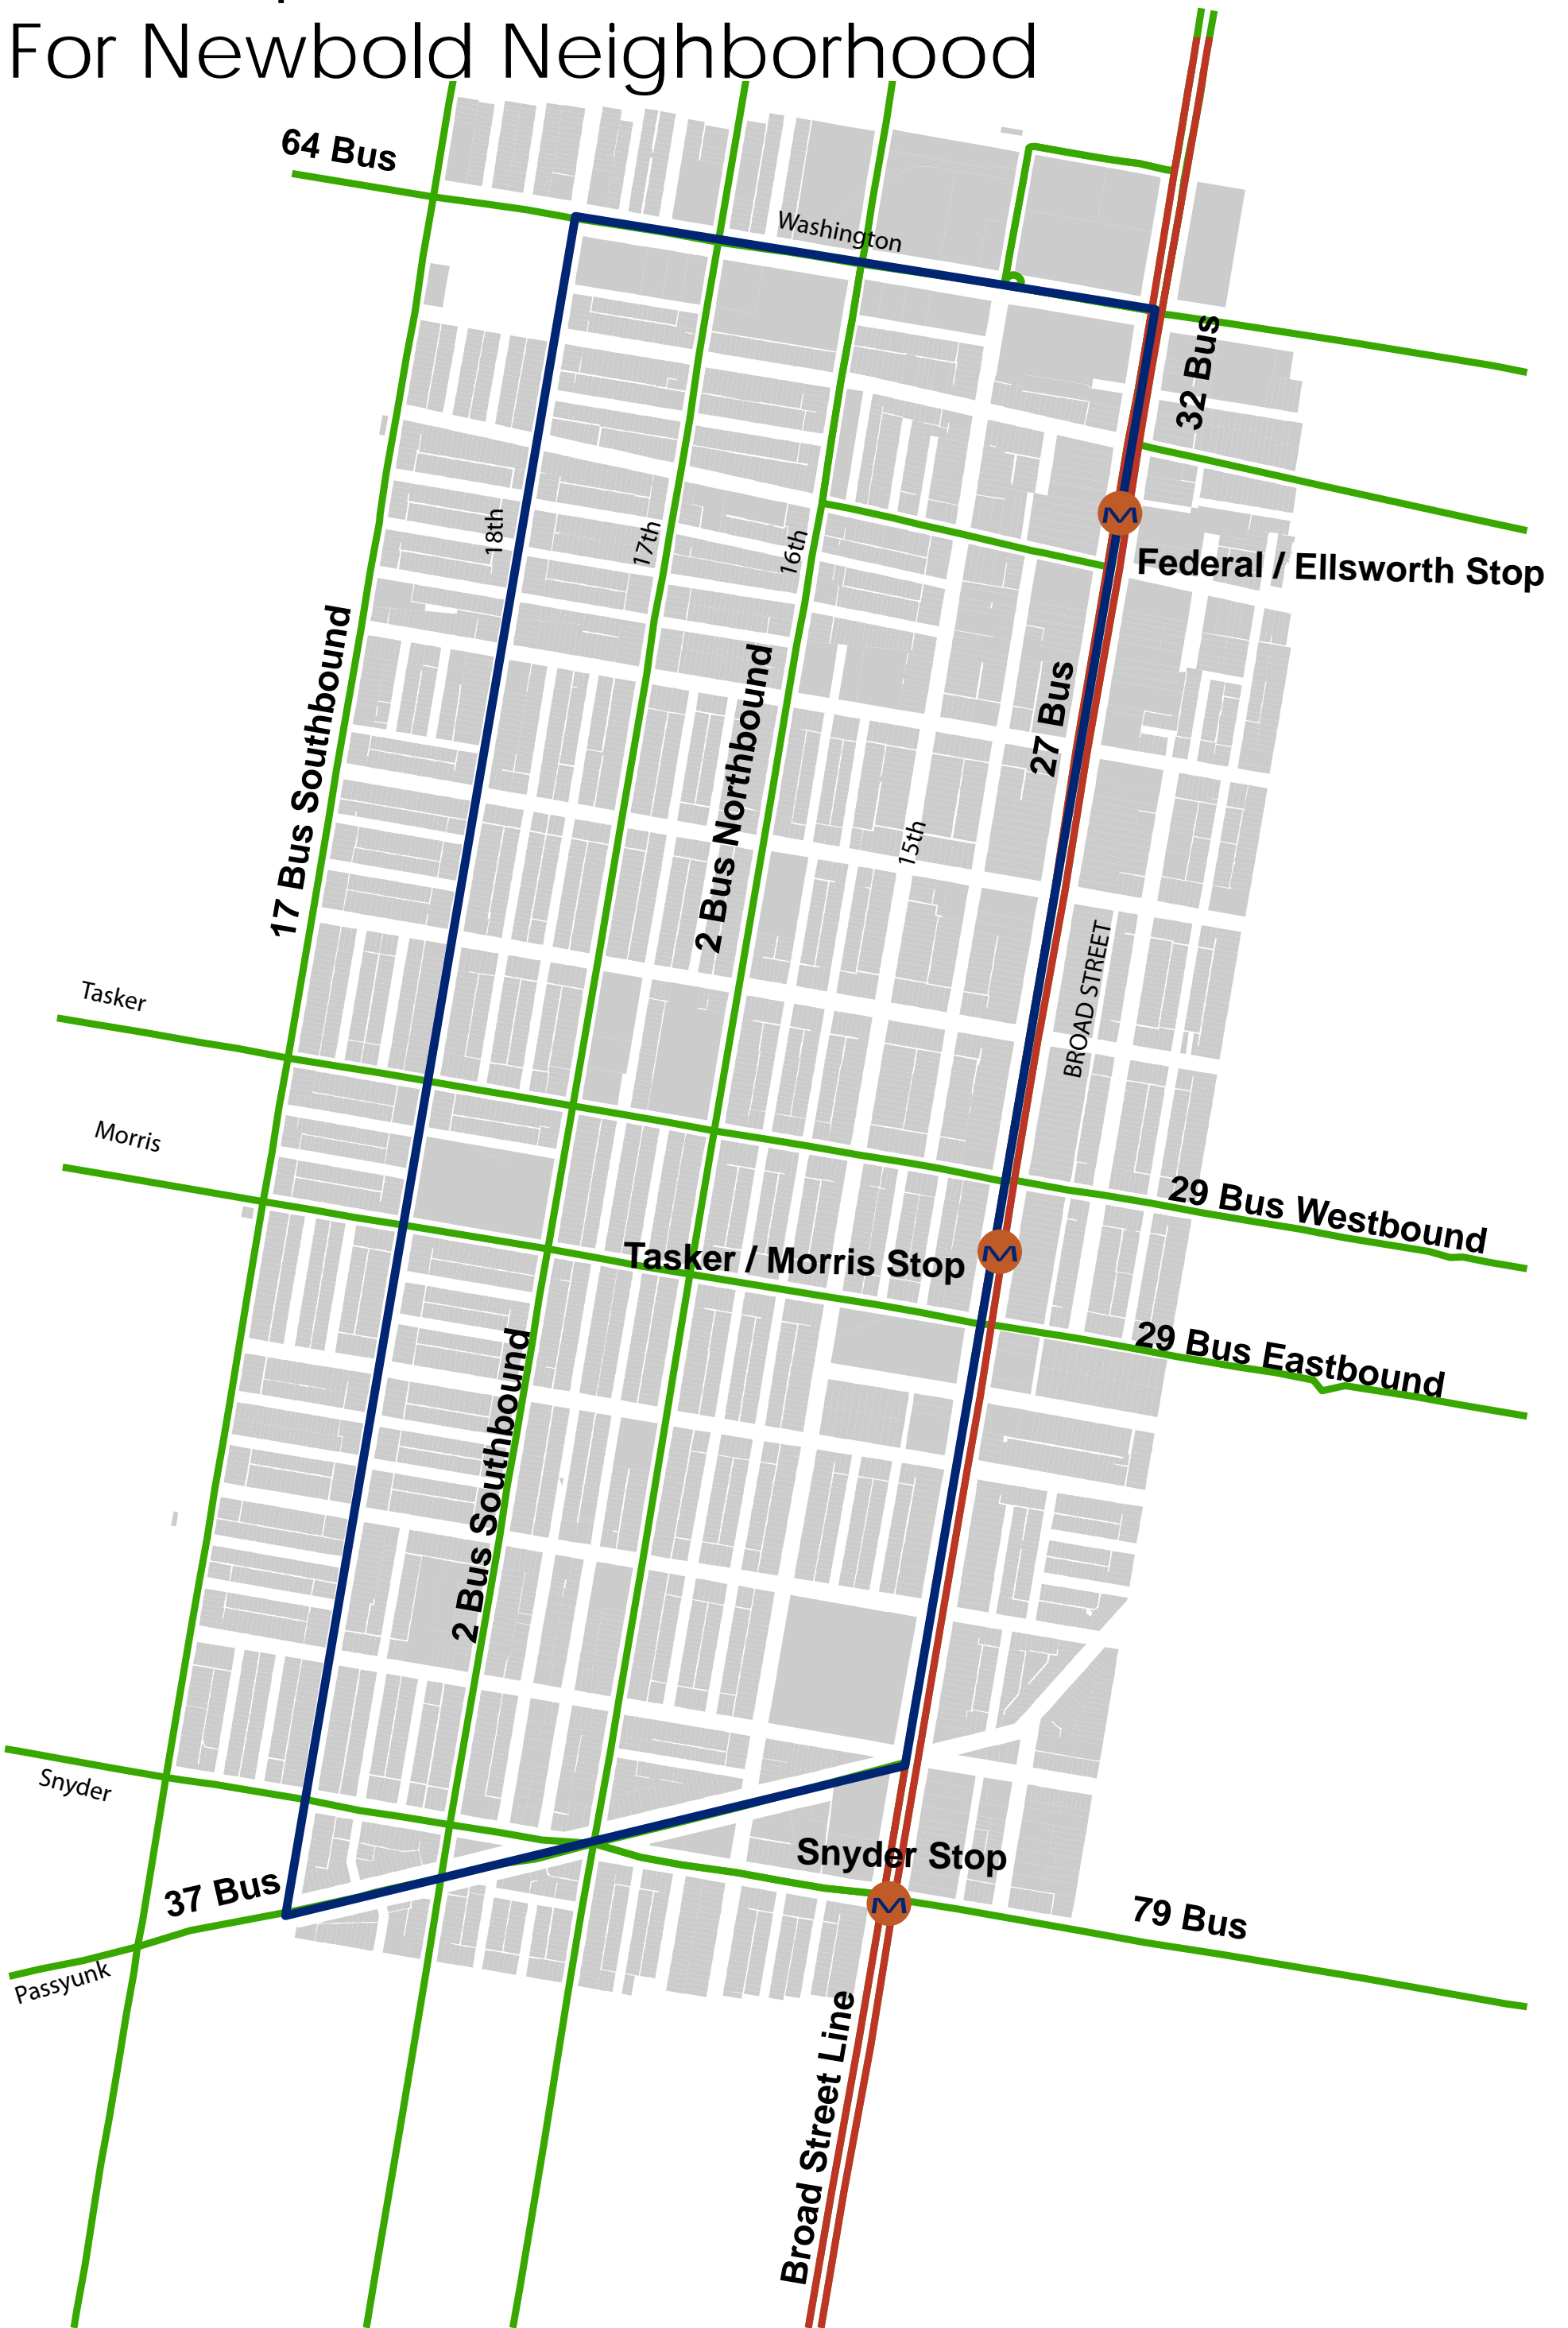 For Newbold Neighborhood
64 Bus
Washington
32 Bus
18th
17th
16th
Federal / Ellsworth Stop
17 Bus Southbound
2 Bus Northbound
27 Bus
15th
BROAD STREET
Tasker
Morris
29 Bus Westbound
Tasker / Morris Stop
29 Bus Eastbound
2 Bus Southbound
Snyder
Snyder Stop
37 Bus
79 Bus
Passyunk
Broad Street Line